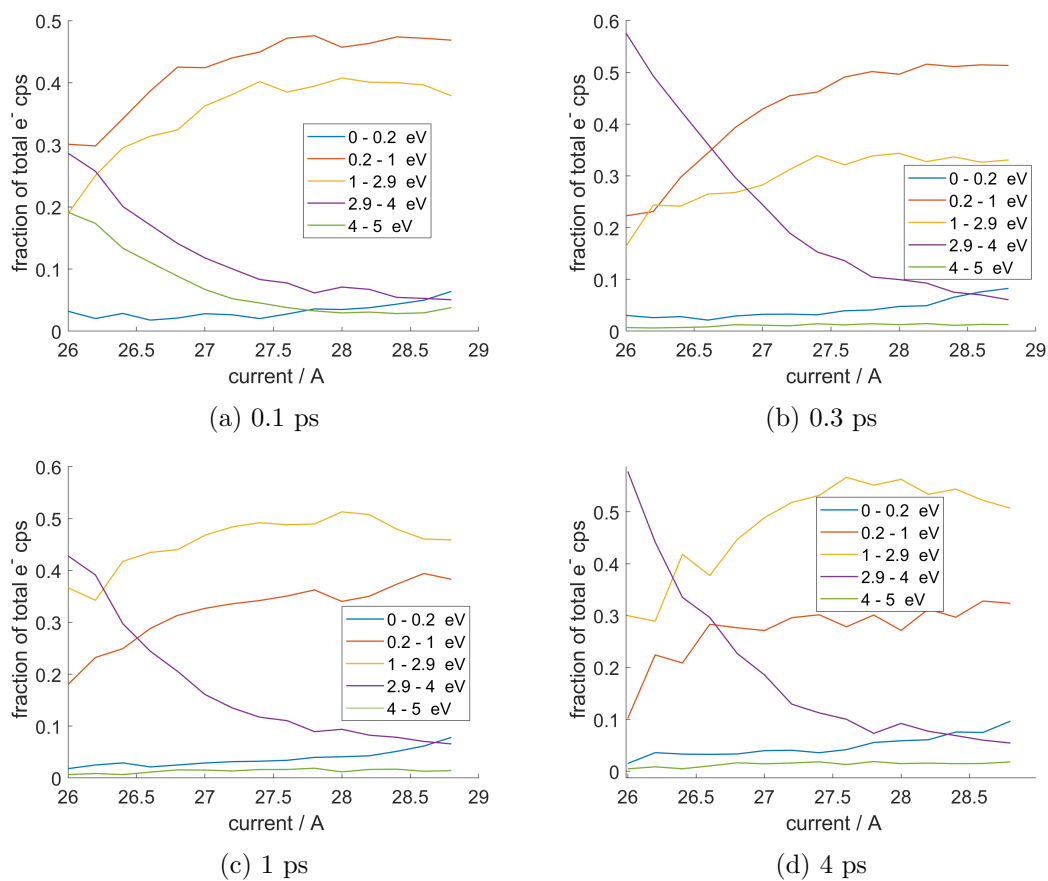 0.5
0.4
0.3
0.2
0.1
0
fraction of total e⁻ cps
0 - 0.2 eV
0.2 - 1 eV
1 - 2.9 eV
2.9 - 4 eV
4 - 5 eV
26 26.5 27 27.5 28 28.5 29
current / A
(a) 0.1 ps
0.6
0.5
0.4
0.3
0.2
0.1
0
fraction of total e⁻ cps
0 - 0.2 eV
0.2 - 1 eV
1 - 2.9 eV
2.9 - 4 eV
4 - 5 eV
26 26.5 27 27.5 28 28.5 29
current / A
(b) 0.3 ps
0.6
0.5
0.4
0.3
0.2
0.1
0
fraction of total e⁻ cps
0 - 0.2 eV
0.2 - 1 eV
1 - 2.9 eV
2.9 - 4 eV
4 - 5 eV
26 26.5 27 27.5 28 28.5 29
current / A
(c) 1 ps
0.5
0.4
0.3
0.2
0.1
0
fraction of total e⁻ cps
0 - 0.2 eV
0.2 - 1 eV
1 - 2.9 eV
2.9 - 4 eV
4 - 5 eV
26 26.5 27 27.5 28 28.5
current / A
(d) 4 ps